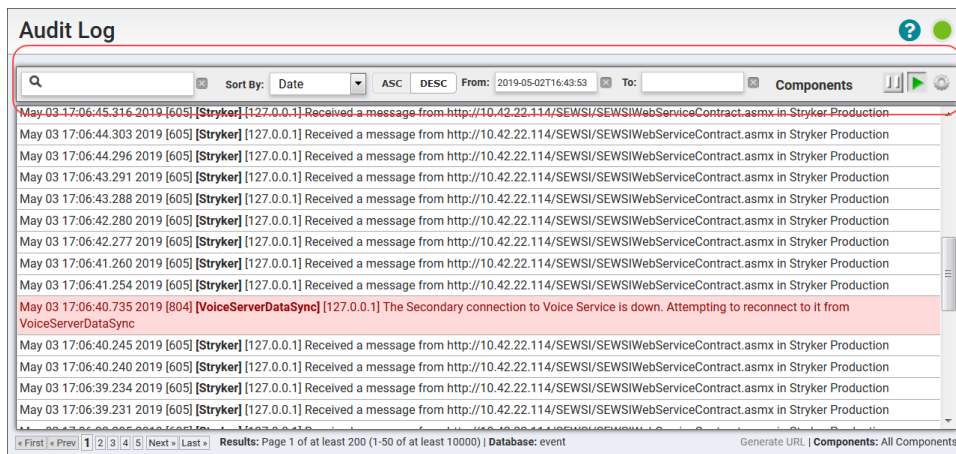 Audit Log
?
Sort By: Date ASC DESC From: 2019-05-02T16:43:53 To: Components
May 03 17:06:45.316 2019 [605] [Stryker] [127.0.0.1] Received a message from http://10.42.22.114/SEWSI/SEWSIWebServiceContract.asmx in Stryker Production
May 03 17:06:44.303 2019 [605] [Stryker] [127.0.0.1] Received a message from http://10.42.22.114/SEWSI/SEWSIWebServiceContract.asmx in Stryker Production
May 03 17:06:44.296 2019 [605] [Stryker] [127.0.0.1] Received a message from http://10.42.22.114/SEWSI/SEWSIWebServiceContract.asmx in Stryker Production
May 03 17:06:43.291 2019 [605] [Stryker] [127.0.0.1] Received a message from http://10.42.22.114/SEWSI/SEWSIWebServiceContract.asmx in Stryker Production
May 03 17:06:43.288 2019 [605] [Stryker] [127.0.0.1] Received a message from http://10.42.22.114/SEWSI/SEWSIWebServiceContract.asmx in Stryker Production
May 03 17:06:42.280 2019 [605] [Stryker] [127.0.0.1] Received a message from http://10.42.22.114/SEWSI/SEWSIWebServiceContract.asmx in Stryker Production
May 03 17:06:42.277 2019 [605] [Stryker] [127.0.0.1] Received a message from http://10.42.22.114/SEWSI/SEWSIWebServiceContract.asmx in Stryker Production
May 03 17:06:41.260 2019 [605] [Stryker] [127.0.0.1] Received a message from http://10.42.22.114/SEWSI/SEWSIWebServiceContract.asmx in Stryker Production
May 03 17:06:41.254 2019 [605] [Stryker] [127.0.0.1] Received a message from http://10.42.22.114/SEWSI/SEWSIWebServiceContract.asmx in Stryker Production
May 03 17:06:40.735 2019 [804] [VoiceServerDataSync] [127.0.0.1] The Secondary connection to Voice Service is down. Attempting to reconnect to it from
VoiceServerDataSync
May 03 17:06:40.245 2019 [605] [Stryker] [127.0.0.1] Received a message from http://10.42.22.114/SEWSI/SEWSIWebServiceContract.asmx in Stryker Production
May 03 17:06:40.240 2019 [605] [Stryker] [127.0.0.1] Received a message from http://10.42.22.114/SEWSI/SEWSIWebServiceContract.asmx in Stryker Production
May 03 17:06:39.234 2019 [605] [Stryker] [127.0.0.1] Received a message from http://10.42.22.114/SEWSI/SEWSIWebServiceContract.asmx in Stryker Production
May 03 17:06:39.231 2019 [605] [Stryker] [127.0.0.1] Received a message from http://10.42.22.114/SEWSI/SEWSIWebServiceContract.asmx in Stryker Production
« First « Prev 1 2 3 4 5 Next » Last » Results: Page 1 of at least 200 (1-50 of at least 10000) | Database: event Generate URL | Components: All Components